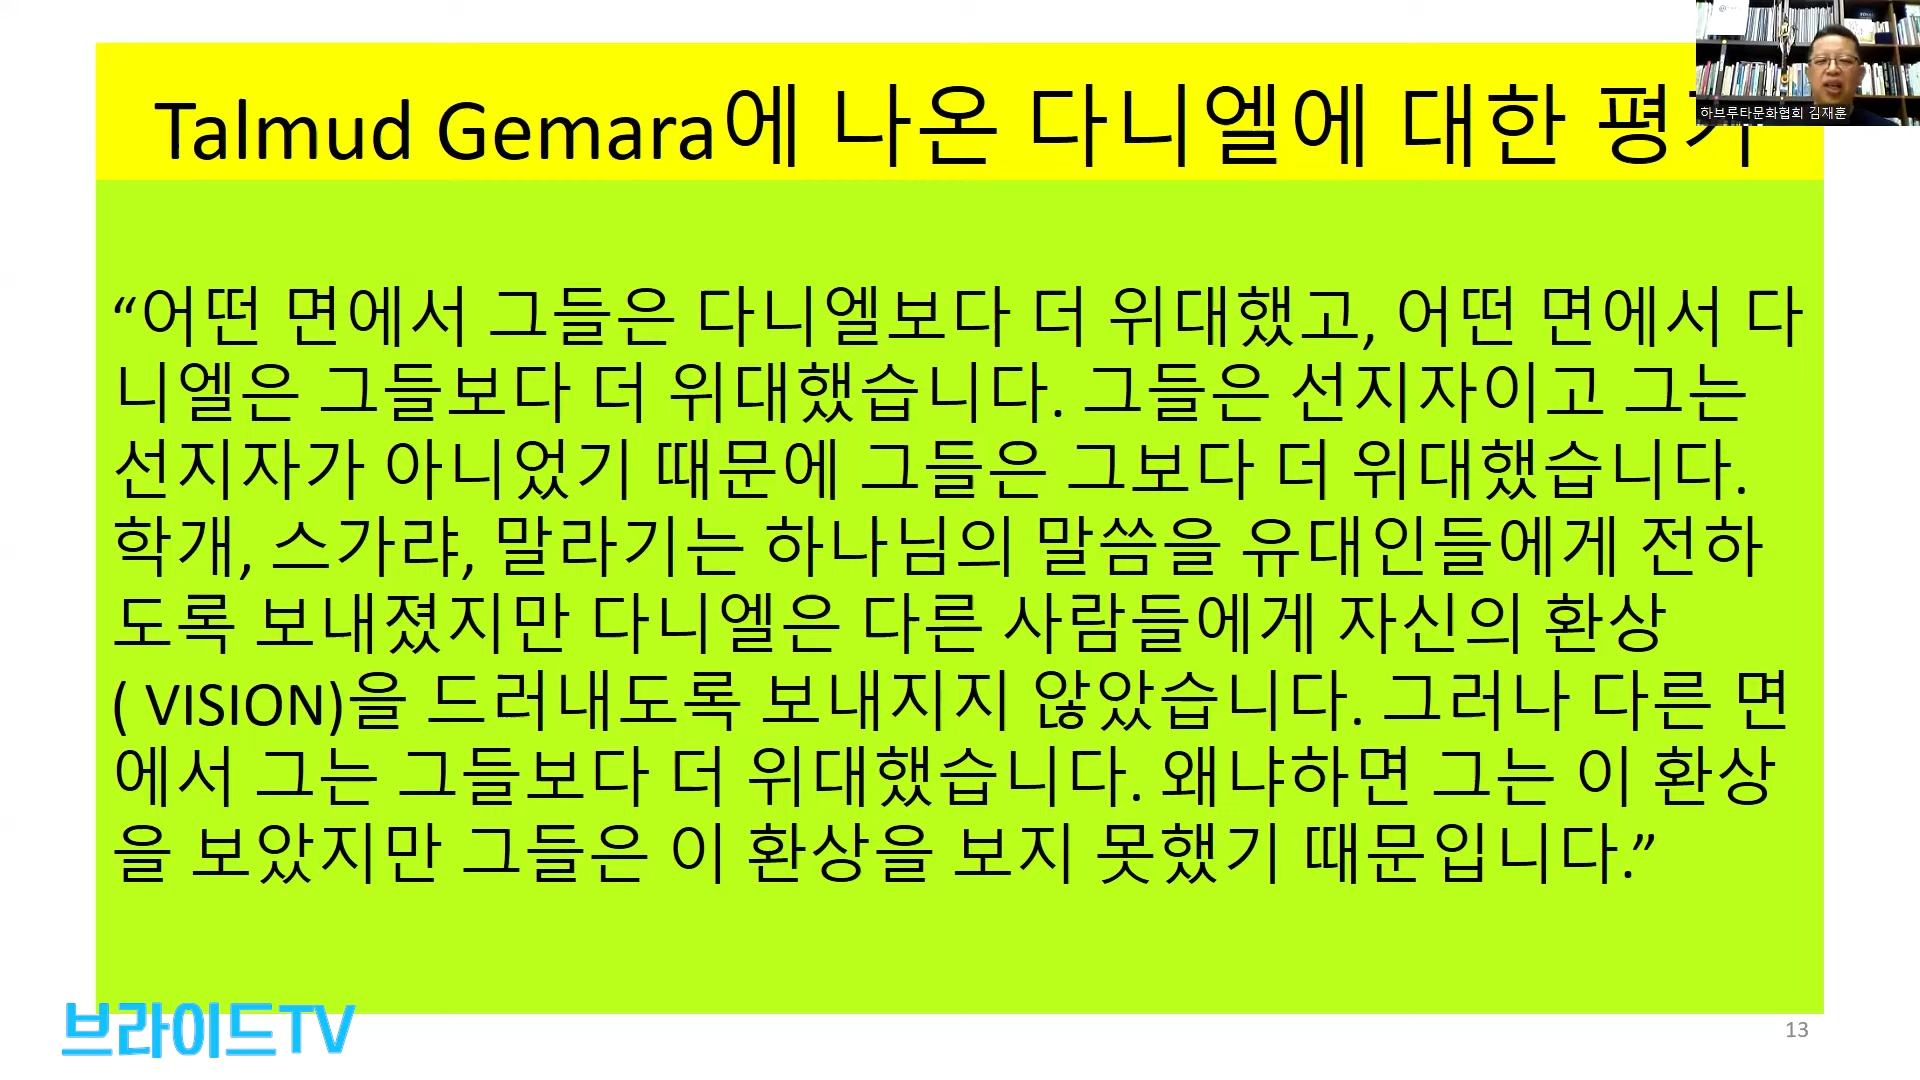 Talmud Gemara에 나온 다니엘에 대한 평가
하브루타문화협회 김재훈
“어떤 면에서 그들은 다니엘보다 더 위대했고, 어떤 면에서 다
니엘은 그들보다 더 위대했습니다. 그들은 선지자이고 그는
선지자가 아니었기 때문에 그들은 그보다 더 위대했습니다.
학개, 스가랴, 말라기는 하나님의 말씀을 유대인들에게 전하
도록 보내졌지만 다니엘은 다른 사람들에게 자신의 환상
( VISION)을 드러내도록 보내지지 않았습니다. 그러나 다른 면
에서 그는 그들보다 더 위대했습니다. 왜냐하면 그는 이 환상
을 보았지만 그들은 이 환상을 보지 못했기 때문입니다.”
브라이드TV
13